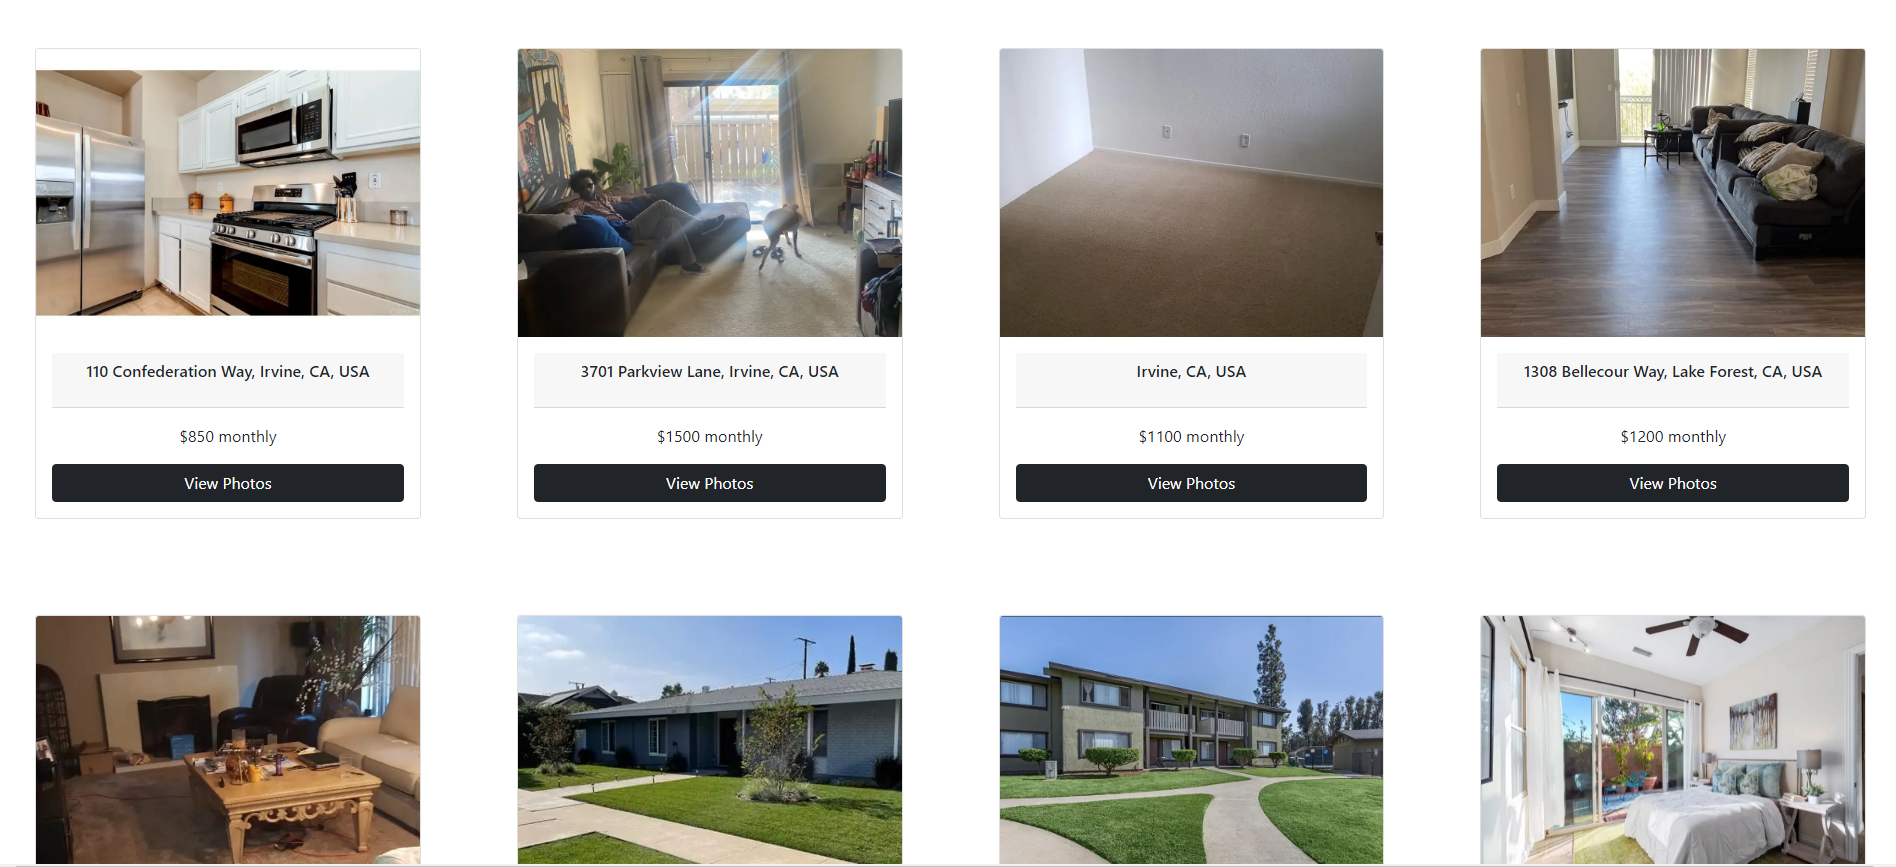 110 Confederation Way, Irvine, CA, USA
$850 monthly
View Photos
3701 Parkview Lane, Irvine, CA, USA
$1500 monthly
View Photos
Irvine, CA, USA
$1100 monthly
View Photos
1308 Bellecour Way, Lake Forest, CA, USA
$1200 monthly
View Photos